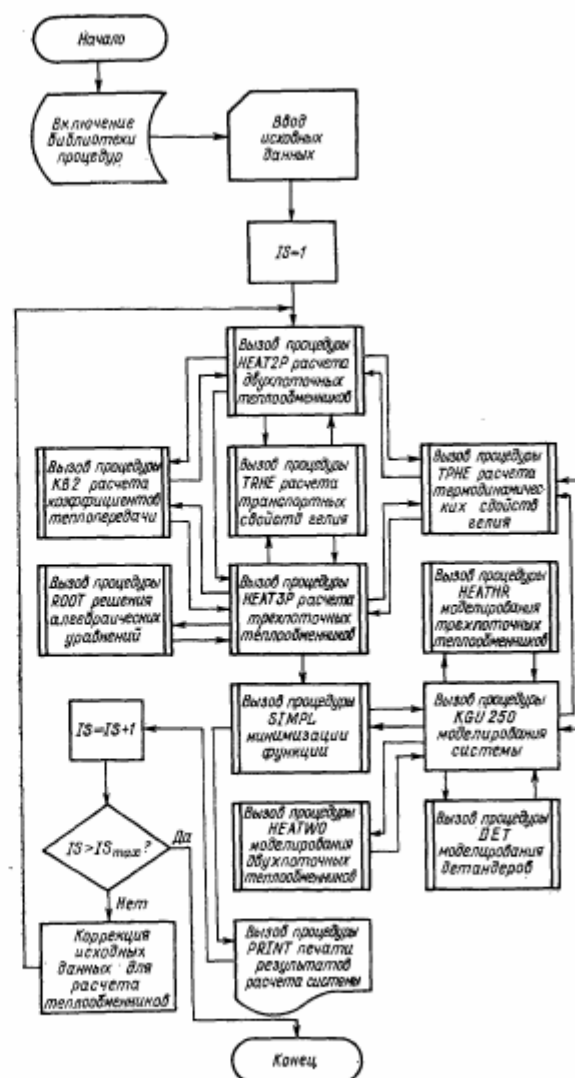 Начало
Включение
библиотеки
процедур
Ввод
исходных
данных
IS=1
Вызов процедуры
HEAT2P расчета
двухпоточных
теплообменников
Вызов процедуры
KB2 расчета
коэффициентов
теплопередачи
Вызов процедуры
TRHE расчета
транспортных
свойств гелия
Вызов процедуры
TPHE расчета
термодинамичес-
ких свойств
гелия
Вызов процедуры
ROOT решения
алгебраических
уравнений
Вызов процедуры
HEAT3P расчета
трехпоточных
теплообменников
Вызов процедуры
HEATHR
моделирования
трехпоточных
теплообменников
IS=IS+1
Вызов процедуры
SIMPL
минимизации
функции
Вызов процедуры
KGU 250
моделирования
системы
IS>ISmax?
Да
Нет
Вызов процедуры
HEATWO
моделирования
двухпоточных
теплообменников
Вызов процедуры
DET
моделирования
детандеров
Коррекция
исходных
данных для
расчета
теплообменников
Вызов процедуры
PRINT печати
результатов
расчета системы
Конец